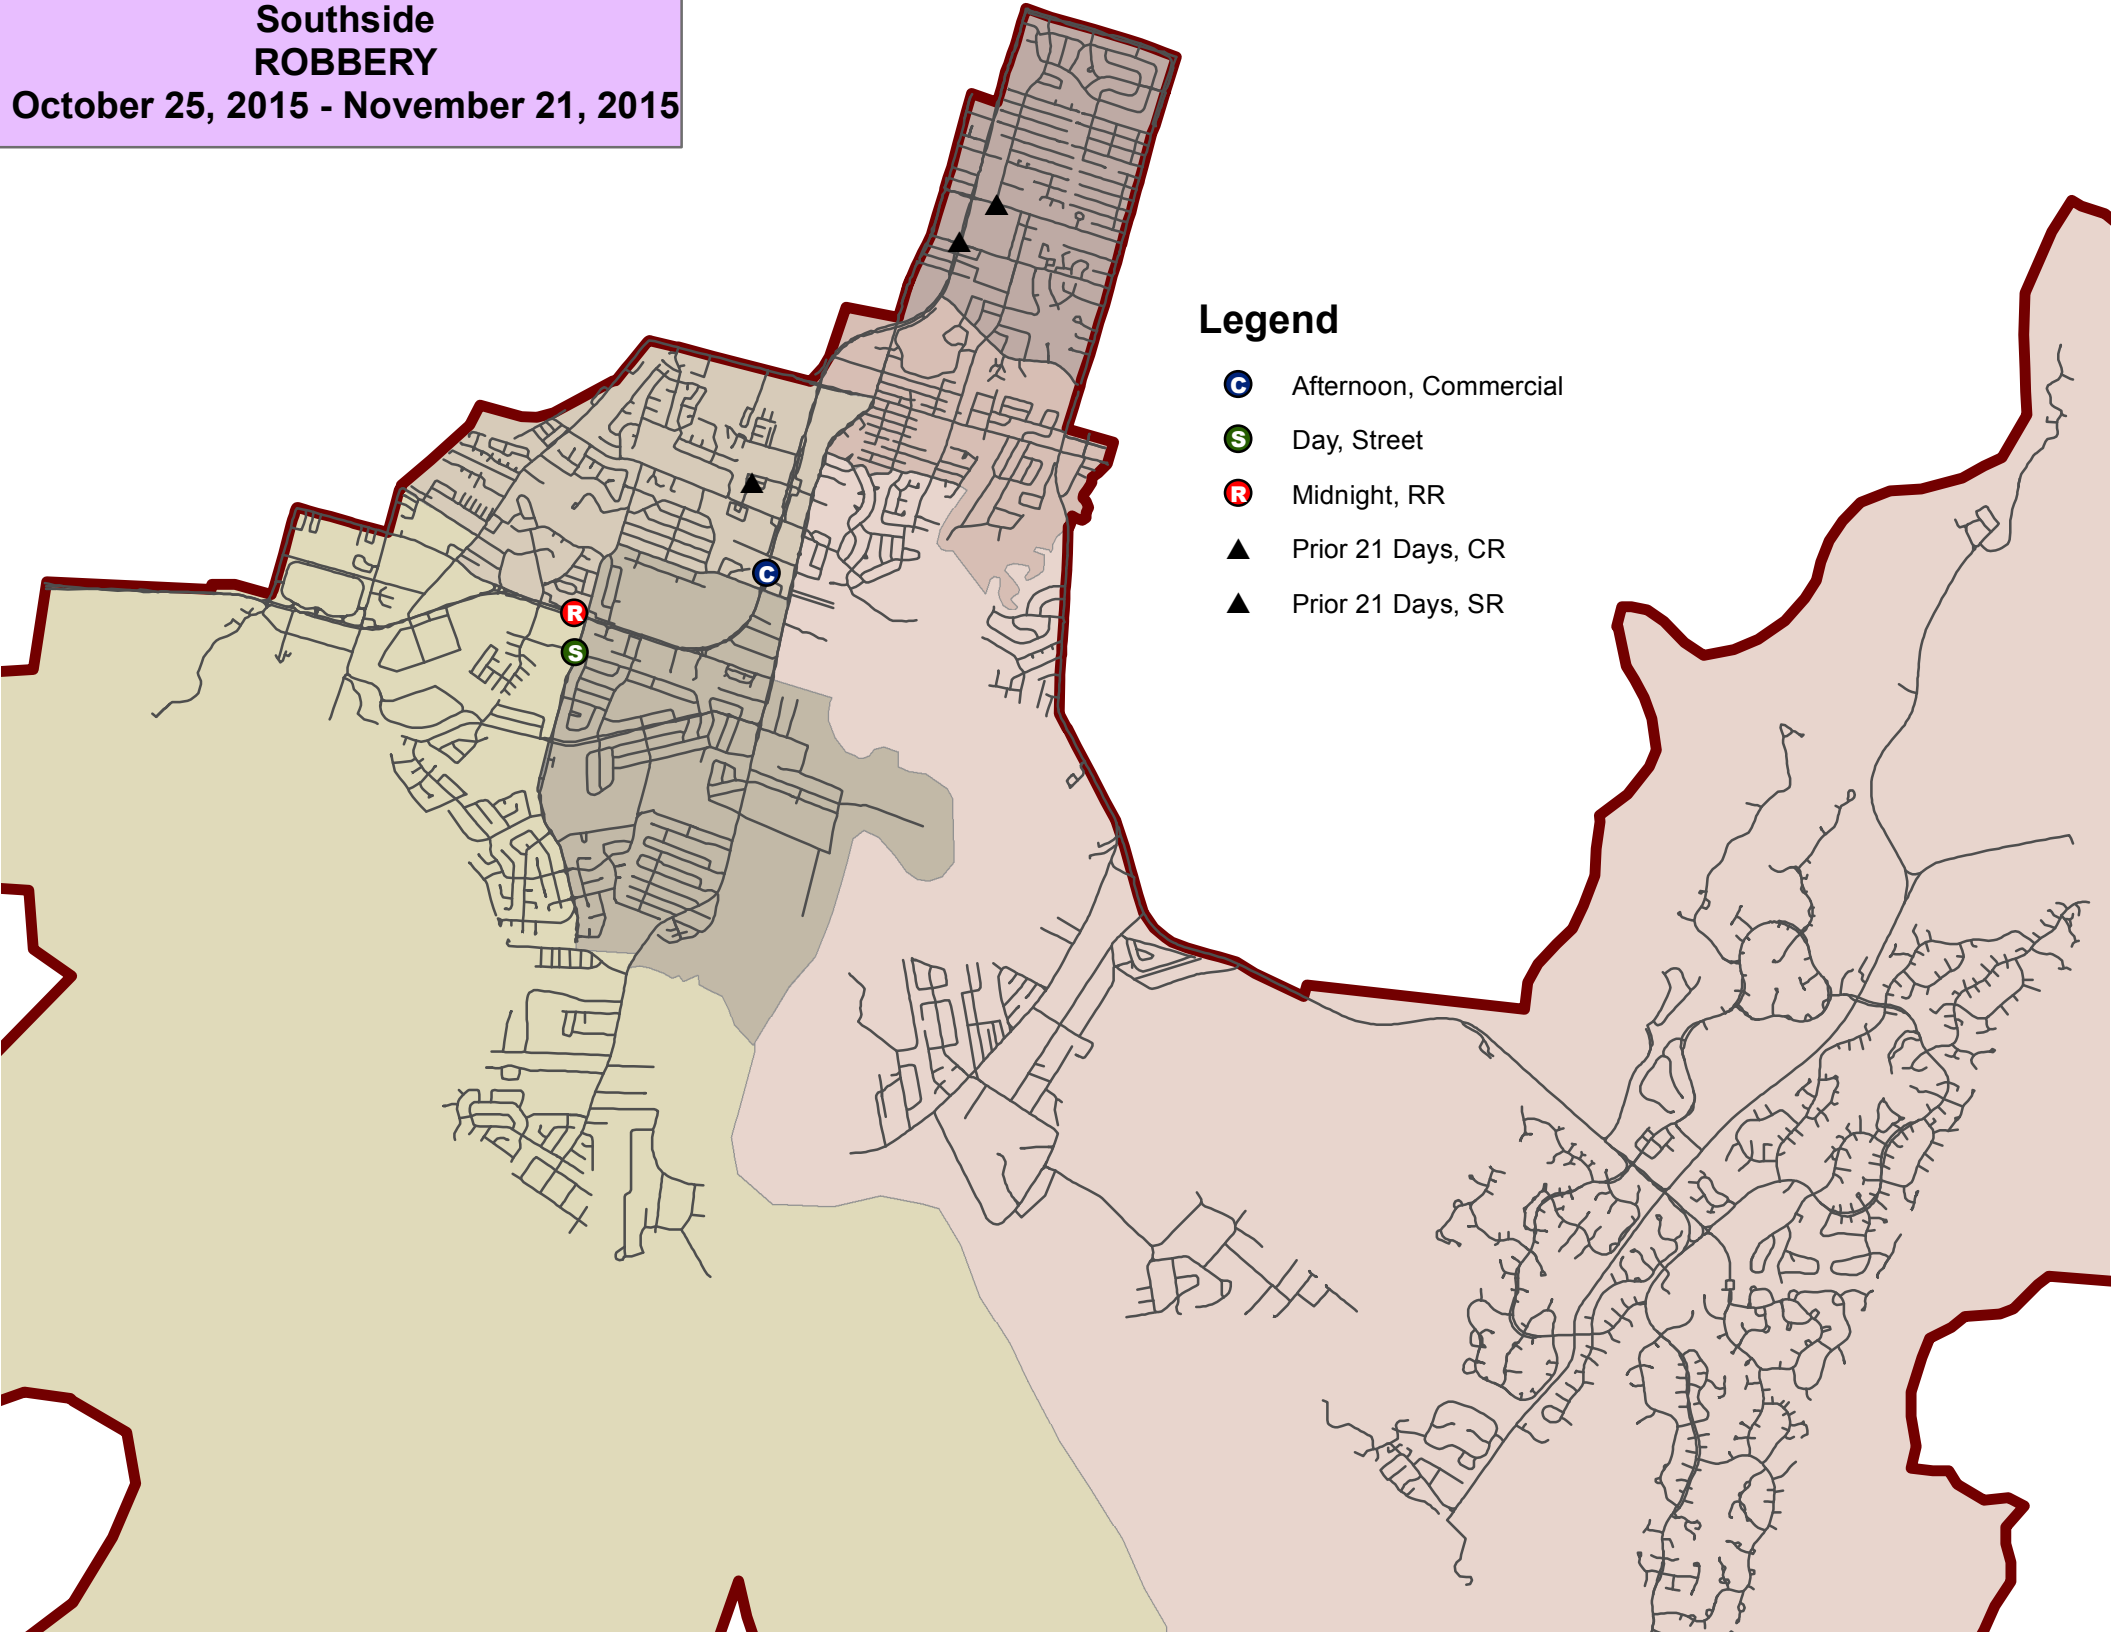 Southside
ROBBERY
October 25, 2015 - November 21, 2015
Legend
C Afternoon, Commercial
S Day, Street
R Midnight, RR
Prior 21 Days, CR
Prior 21 Days, SR
C
R
S